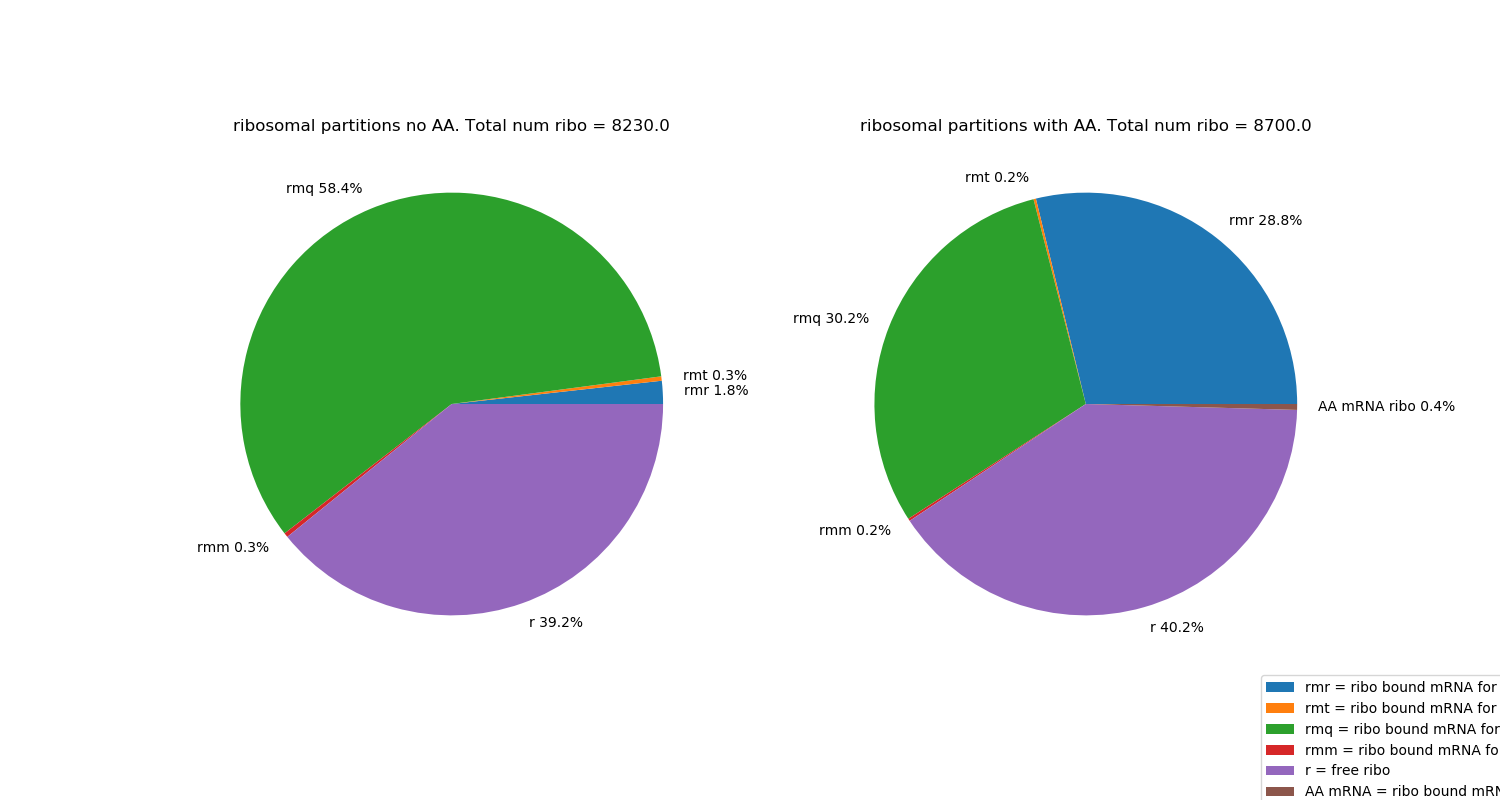 ribosomal partitions no AA. Total num ribo = 8230.0
rmq 58.4%
rmt 0.3%
rmr 1.8%
rmm 0.3%
r 39.2%
ribosomal partitions with AA. Total num ribo = 8700.0
rmt 0.2%
rmr 28.8%
rmq 30.2%
AA mRNA ribo 0.4%
rmm 0.2%
r 40.2%
rmr = ribo bound mRNA for
rmt = ribo bound mRNA for
rmq = ribo bound mRNA for
rmm = ribo bound mRNA
r = free ribo
AA mRNA = ribo bound